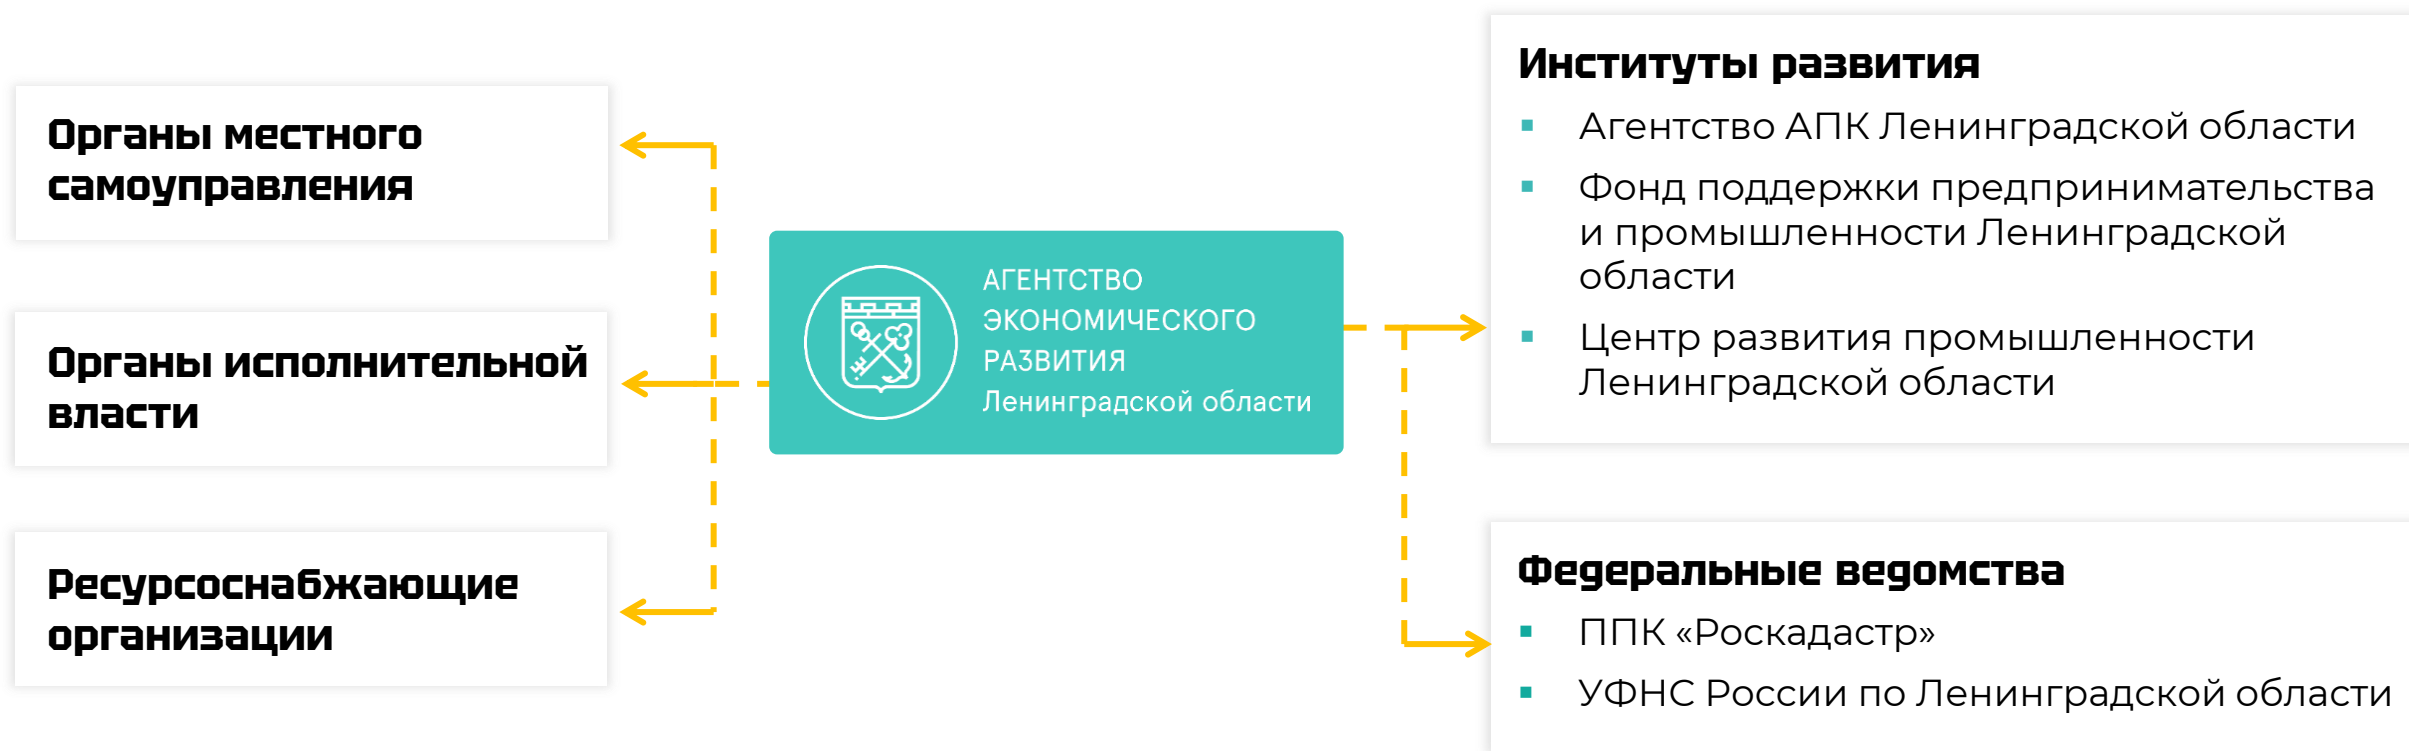 Органы местного
самоуправления
Органы исполнительной
власти
Ресурсоснабжающие
организации
АГЕНТСТВО
ЭКОНОМИЧЕСКОГО
РАЗВИТИЯ
Ленинградской области
Институты развития
▪ Агентство АПК Ленинградской области
▪ Фонд поддержки предпринимательства
и промышленности Ленинградской
области
▪ Центр развития промышленности
Ленинградской области
Федеральные ведомства
▪ ППК «Роскадастр»
▪ УФНС России по Ленинградской области